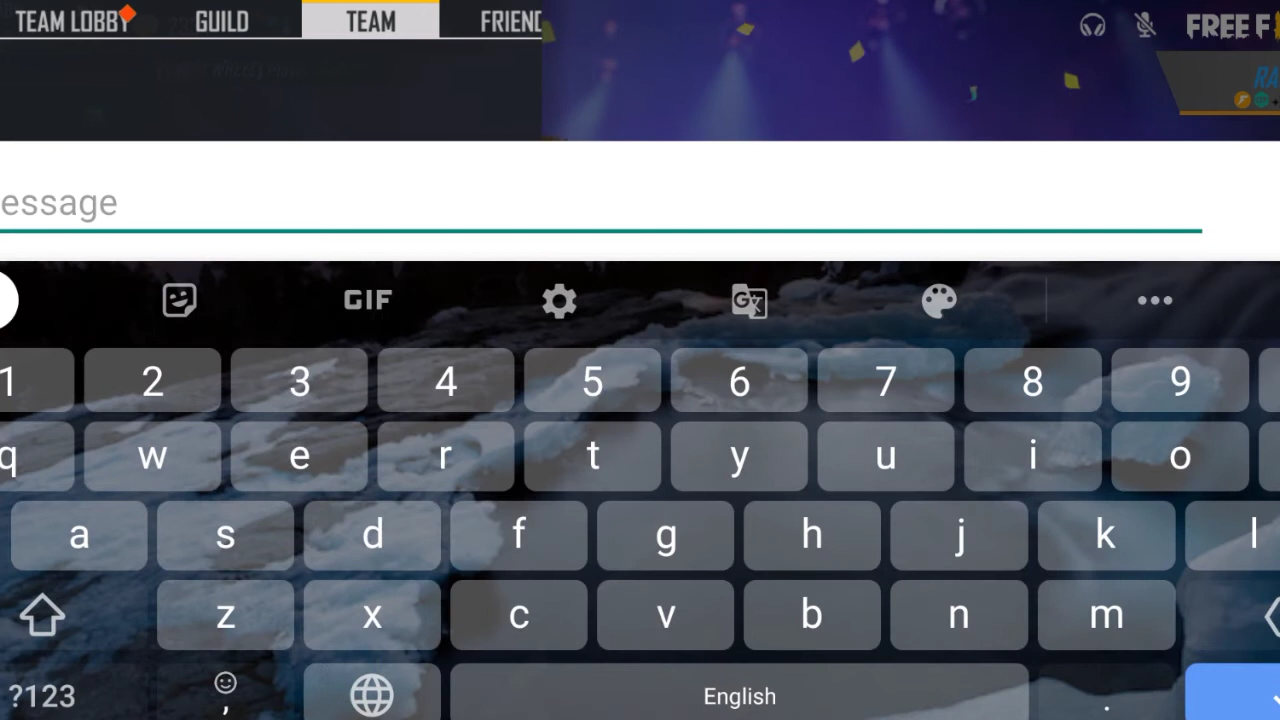 TEAM LOBBY GUILD TEAM FRIEND FREE F
RA
essage
GIF
1 2 3 4 5 6 7 8 9
q w e r t y u i o
a s d f g h j k l
z x c v b n m
?123 , English .